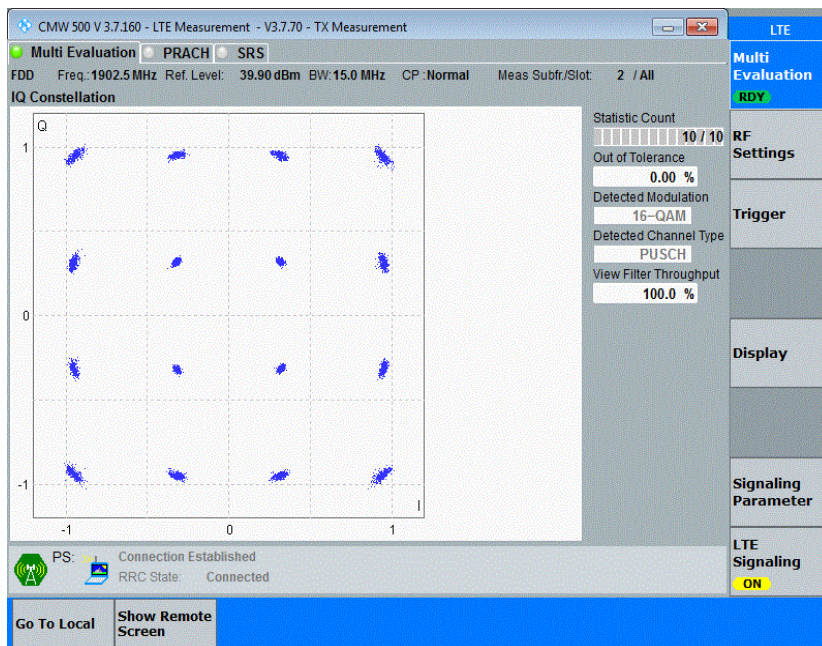 CMW 500 V 3.7.160 - LTE Measurement - V3.7.70 - TX Measurement
LTE
Multi Evaluation PRACH SRS
FDD Freq.: 1902.5 MHz Ref. Level: 39.90 dBm BW: 15.0 MHz CP : Normal Meas Subfr./Slot: 2 / All
IQ Constellation
Q
1
0
-1
I
-1 0 1
Statistic Count
10 / 10
Out of Tolerance
0.00 %
Detected Modulation
16-QAM
Detected Channel Type
PUSCH
View Filter Throughput
100.0 %
Multi
Evaluation
RDY
RF
Settings
Trigger
Display
Signaling
Parameter
LTE
Signaling
ON
PS: Connection Established
RRC State: Connected
Go To Local
Show Remote
Screen